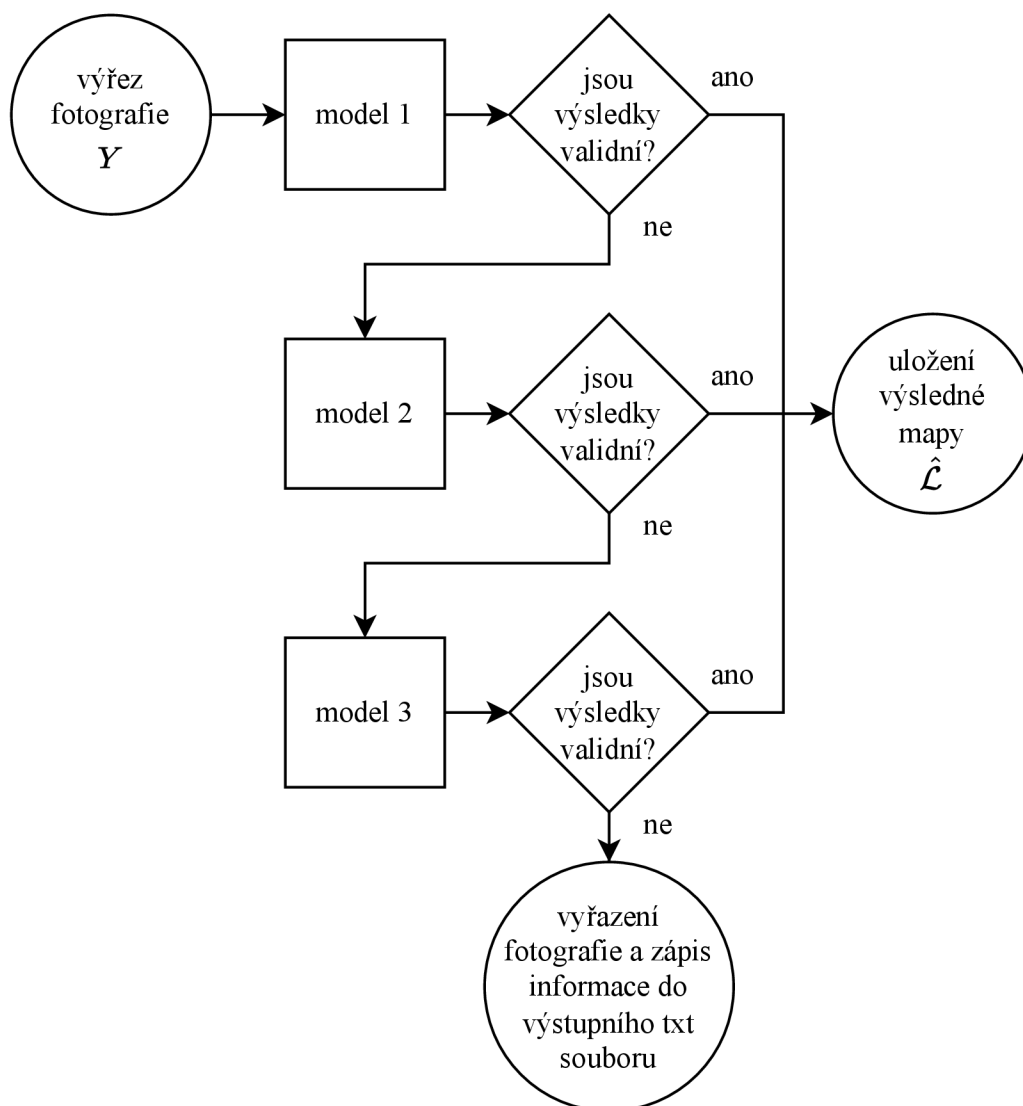 výřez
fotografie
Y
model 1
jsou
výsledky
validní?
ano
ne
model 2
jsou
výsledky
validní?
ano
uložení
výsledné
mapy
𝓛̂
ne
model 3
jsou
výsledky
validní?
ano
ne
vyřazení
fotografie a zápis
informace do
výstupního txt
souboru